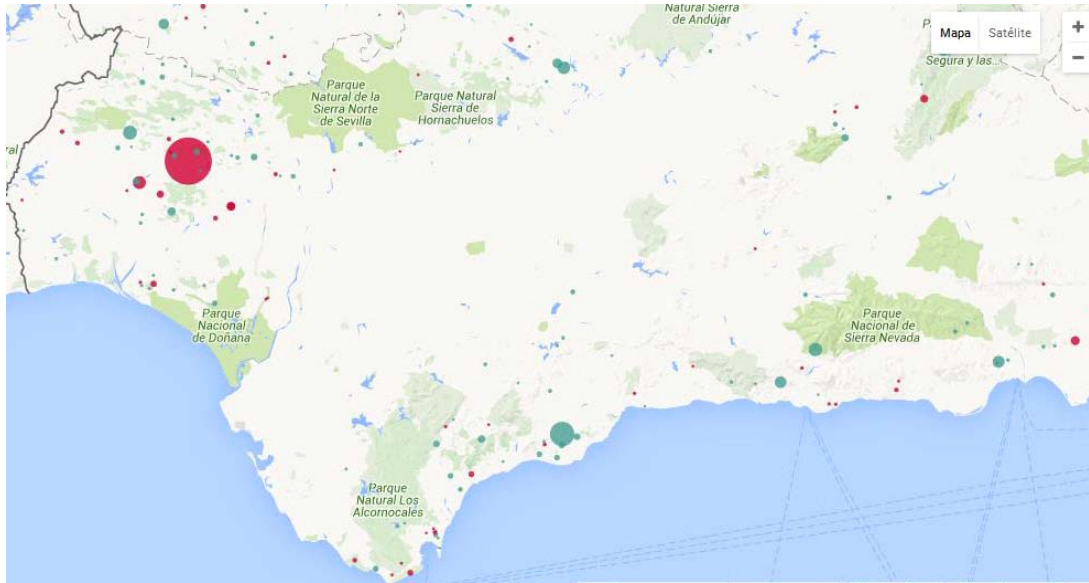 Natural Sierra
de Andújar
Mapa
Satélite
+
−
Segura y las...
Parque
Natural de la
Sierra Norte
de Sevilla
Parque Natural
Sierra de
Hornachuelos
Parque
Nacional
de Doñana
Parque
Nacional de
Sierra Nevada
Parque
Natural Los
Alcornocales